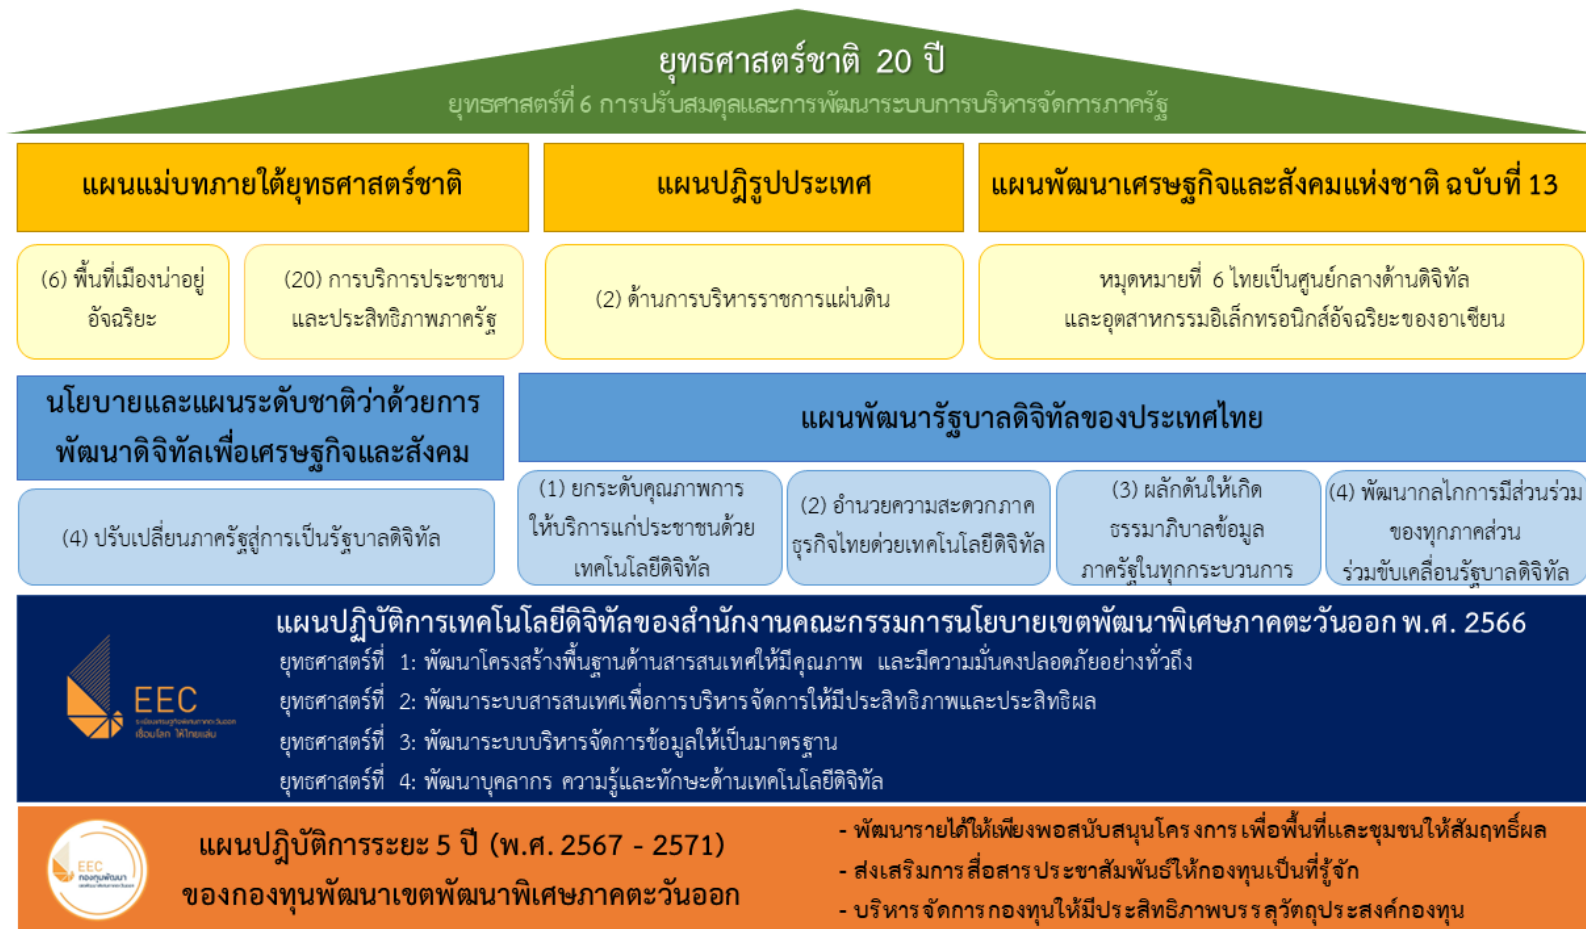 ยุทธศาสตร์ชาติ 20 ปี
ยุทธศาสตร์ที่ 6 การปรับสมดุลและการพัฒนาระบบการบริหารจัดการภาครัฐ
แผนแม่บทภายใต้ยุทธศาสตร์ชาติ
แผนปฎิรูปประเทศ
แผนพัฒนาเศรษฐกิจและสังคมแห่งชาติ ฉบับที่ 13
(6) พื้นที่เมืองน่าอยู่
อัจฉริยะ
(20) การบริการประชาชน
และประสิทธิภาพภาครัฐ
(2) ด้านการบริหารราชการแผ่นดิน
หมุดหมายที่ 6 ไทยเป็นศูนย์กลางด้านดิจิทัล
และอุตสาหกรรมอิเล็กทรอนิกส์อัจฉริยะของอาเซียน
นโยบายและแผนระดับชาติว่าด้วยการ
พัฒนาดิจิทัลเพื่อเศรษฐกิจและสังคม
แผนพัฒนารัฐบาลดิจิทัลของประเทศไทย
(4) ปรับเปลี่ยนภาครัฐสู่การเป็นรัฐบาลดิจิทัล
(1) ยกระดับคุณภาพการ
ให้บริการแก่ประชาชนด้วย
เทคโนโลยีดิจิทัล
(2) อำนวยความสะดวกภาค
ธุรกิจไทยด่วยเทคโนโลยีดิจิทัล
(3) ผลักดันให้เกิด
ธรรมาภิบาลข้อมูล
ภาครัฐในทุกกระบวนการ
(4) พัฒนากลไกการมีส่วนร่วม
ของทุกภาคส่วน
ร่วมขับเคลื่อนรัฐบาลดิจิทัล
แผนปฏิบัติการเทคโนโลยีดิจิทัลของสำนักงานคณะกรรมการนโยบายเขตพัฒนาพิเศษภาคตะวันออก พ.ศ. 2566
ยุทธศาสตร์ที่ 1: พัฒนาโครงสร้างพื้นฐานด้านสารสนเทศให้มีคุณภาพ และมีความมั่นคงปลอดภัยอย่างทั่วถึง
ยุทธศาสตร์ที่ 2: พัฒนาระบบสารสนเทศเพื่อการบริหารจัดการให้มีประสิทธิภาพและประสิทธิผล
ยุทธศาสตร์ที่ 3: พัฒนาระบบบริหารจัดการข้อมูลให้เป็นมาตรฐาน
ยุทธศาสตร์ที่ 4: พัฒนาบุคลากร ความรู้และทักษะด้านเทคโนโลยีดิจิทัล
EEC
ระเบียงเศรษฐกิจพิเศษภาคตะวันออก
เชื่อมโลก ให้ไทยแล่น
EEC
กองทุนพัฒนา
แผนปฎิบัติการระยะ 5 ปี (พ.ศ. 2567 - 2571)
ของกองทุนพัฒนาเขตพัฒนาพิเศษภาคตะวันออก
- พัฒนารายได้ให้เพียงพอสนับสนุนโครงการ เพื่อพื้นที่และชุมชนให้สัมฤทธิ์ผล
- ส่งเสริมการสื่อสารประชาสัมพันธ์ให้กองทุนเป็นที่รู้จัก
- บริหารจัดการกองทุนให้มีประสิทธิภาพบรรลุวัตถุประสงค์กองทุน